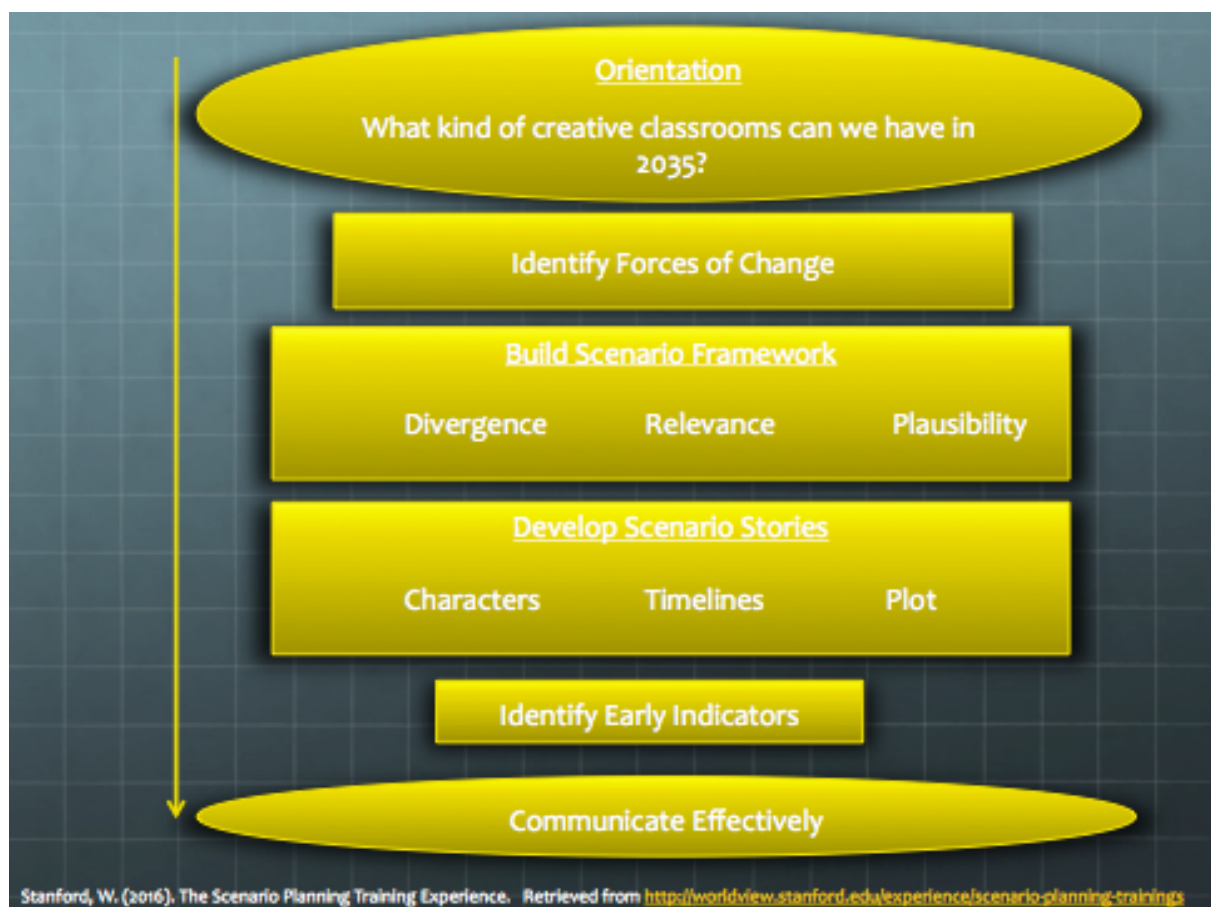 Orientation
What kind of creative classrooms can we have in
2035?
Identify Forces of Change
Build Scenario Framework
Divergence Relevance Plausibility
Develop Scenario Stories
Characters Timelines Plot
Identify Early Indicators
Communicate Effectively
Stanford, W. (2016). The Scenario Planning Training Experience. Retrieved from http://worldview.stanford.edu/experience/scenario-planning-trainings